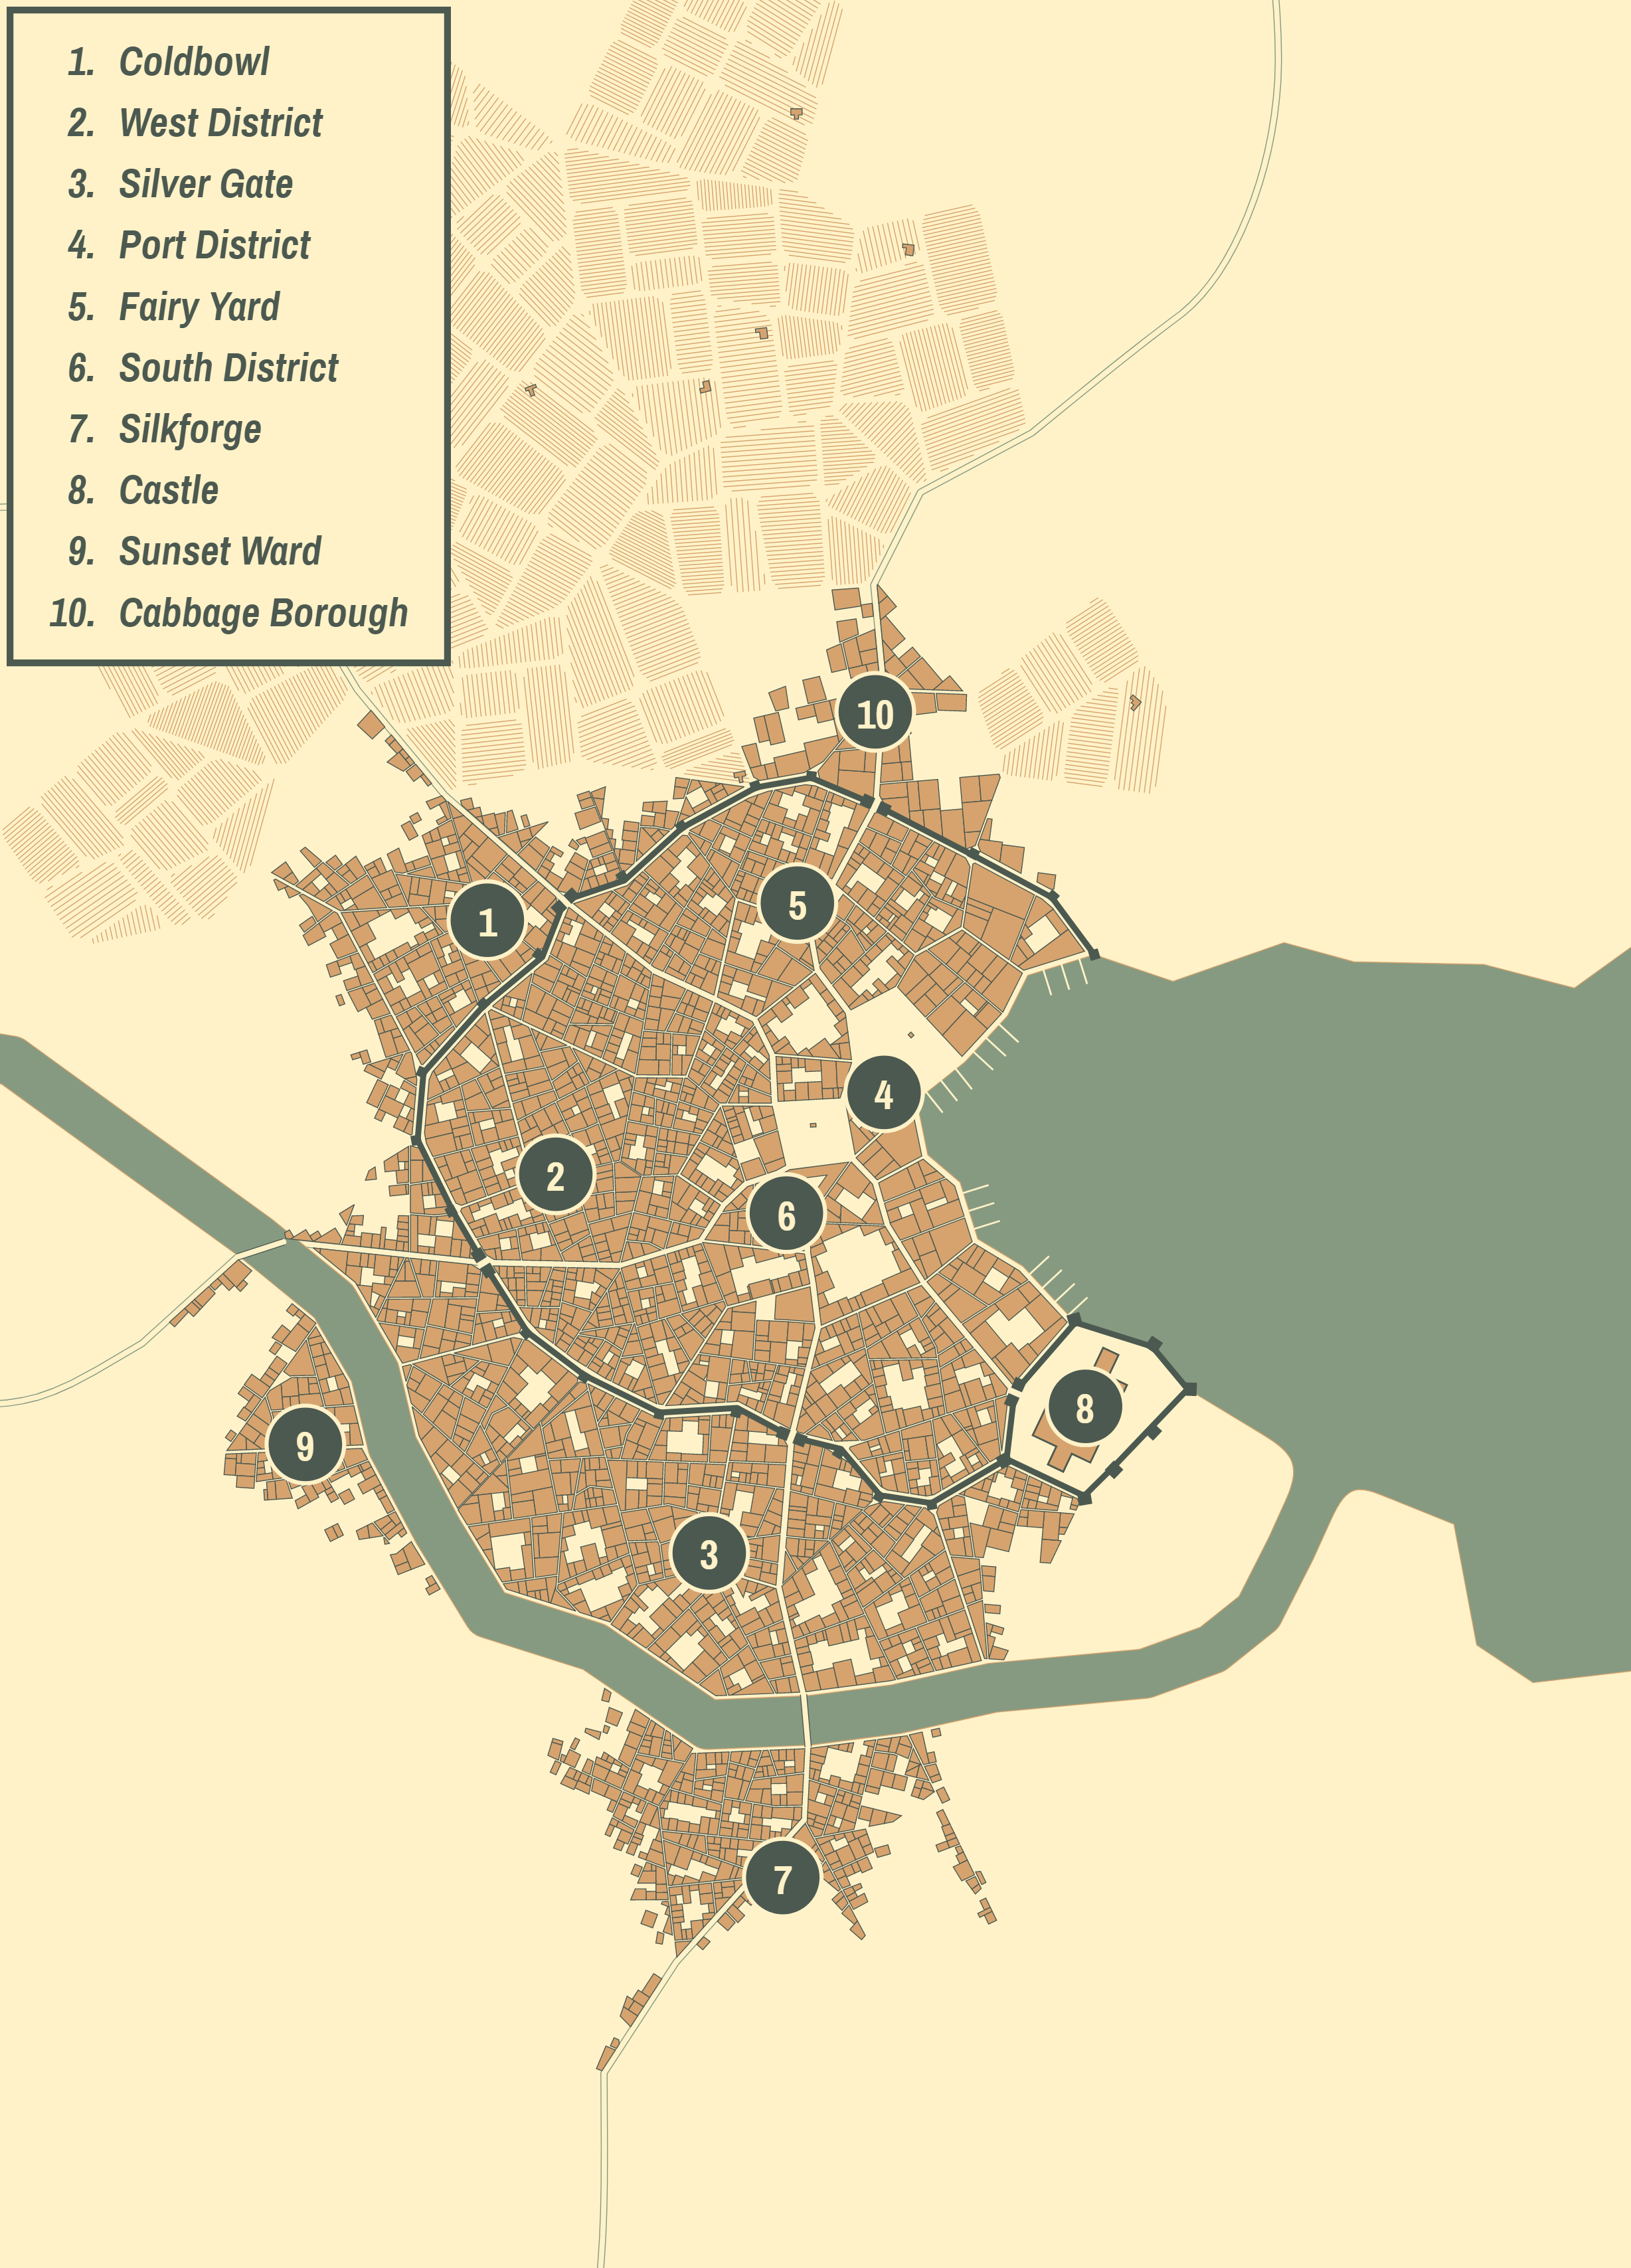 1. Coldbowl
2. West District
3. Silver Gate
4. Port District
5. Fairy Yard
6. South District
7. Silkforge
8. Castle
9. Sunset Ward
10. Cabbage Borough
10
5
1
4
2
6
8
9
3
7